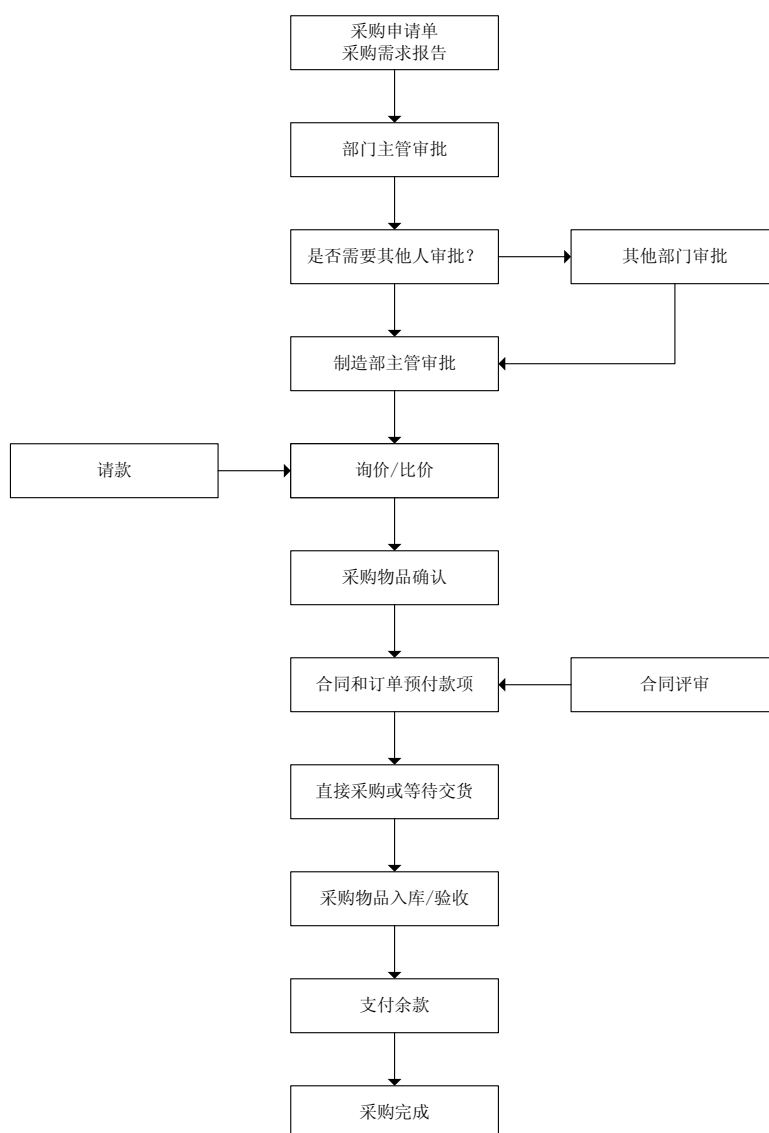 采购申请单
采购需求报告
部门主管审批
是否需要其他人审批?
其他部门审批
制造部主管审批
请款
询价/比价
采购物品确认
合同和订单预付款项
合同评审
直接采购或等待交货
采购物品入库/验收
支付余款
采购完成